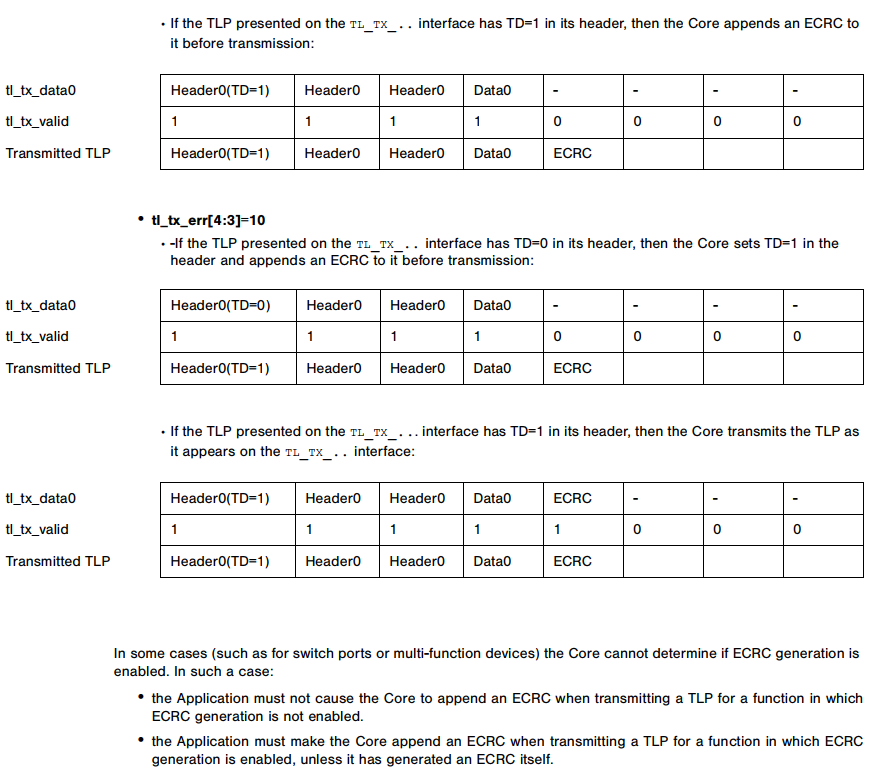 • If the TLP presented on the TL_TX_.. interface has TD=1 in its header, then the Core appends an ECRC to
it before transmission:
tl_tx_data0 Header0(TD=1) Header0 Header0 Data0 - - - -
tl_tx_valid 1 1 1 1 0 0 0 0
Transmitted TLP Header0(TD=1) Header0 Header0 Data0 ECRC
• tl_tx_err[4:3]=10
• -If the TLP presented on the TL_TX_.. interface has TD=0 in its header, then the Core sets TD=1 in the
header and appends an ECRC to it before transmission:
tl_tx_data0 Header0(TD=0) Header0 Header0 Data0 - - - -
tl_tx_valid 1 1 1 1 0 0 0 0
Transmitted TLP Header0(TD=1) Header0 Header0 Data0 ECRC
• If the TLP presented on the TL_TX_... interface has TD=1 in its header, then the Core transmits the TLP as
it appears on the TL_TX_.. interface:
tl_tx_data0 Header0(TD=1) Header0 Header0 Data0 ECRC - - -
tl_tx_valid 1 1 1 1 1 0 0 0
Transmitted TLP Header0(TD=1) Header0 Header0 Data0 ECRC
In some cases (such as for switch ports or multi-function devices) the Core cannot determine if ECRC generation is
enabled. In such a case:
• the Application must not cause the Core to append an ECRC when transmitting a TLP for a function in which
ECRC generation is not enabled.
• the Application must make the Core append an ECRC when transmitting a TLP for a function in which ECRC
generation is enabled, unless it has generated an ECRC itself.